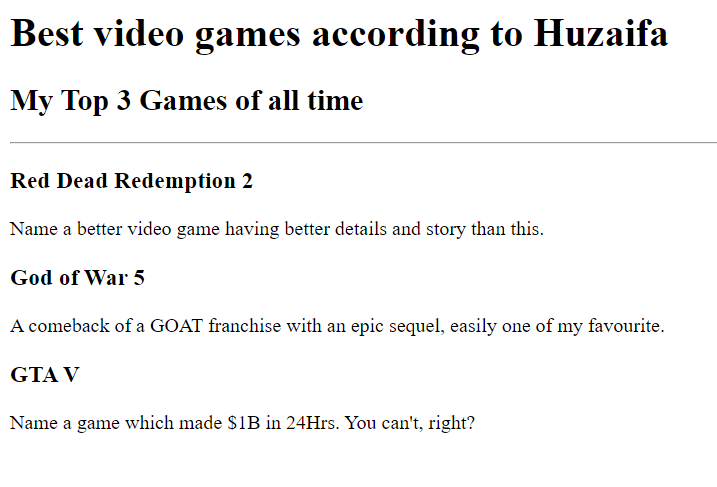 Best video games according to Huzaifa
My Top 3 Games of all time
Red Dead Redemption 2
Name a better video game having better details and story than this.
God of War 5
A comeback of a GOAT franchise with an epic sequel, easily one of my favourite.
GTA V
Name a game which made $1B in 24Hrs. You can't, right?